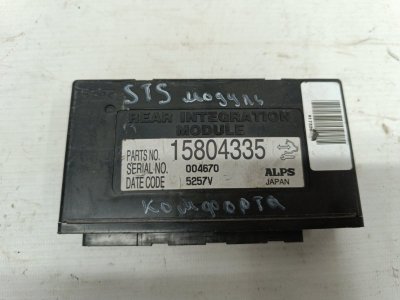 STS модуль
REAR INTEGRATION
MODULE
PARTS NO. 15804335
SERIAL NO. 004670
DATE CODE 5257V
ALPS
JAPAN
комфорта